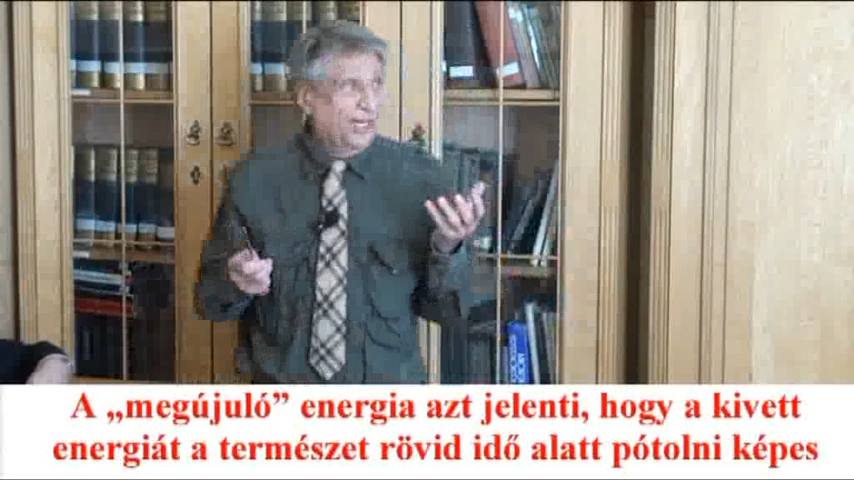 A „megújuló” energia azt jelenti, hogy a kivett
energiát a természet rövid idő alatt pótolni képes